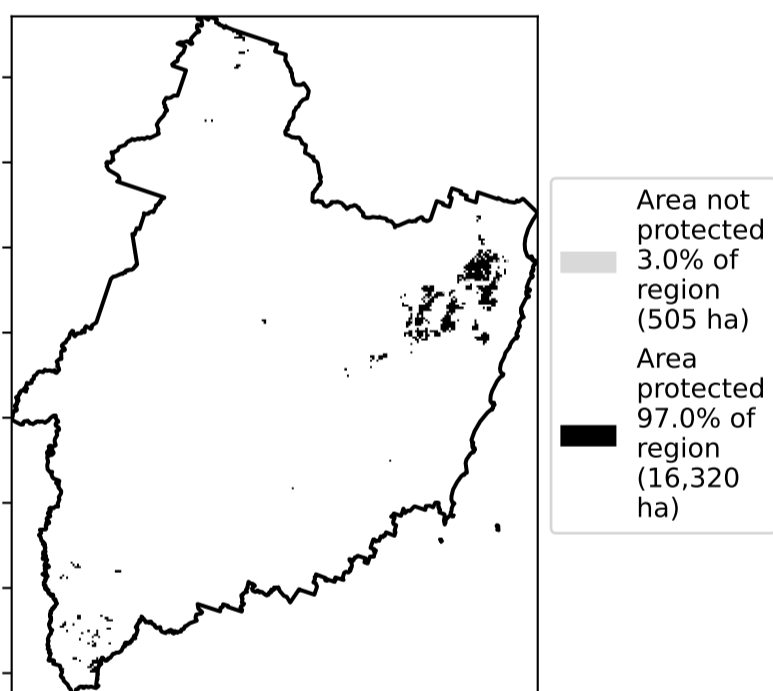 Area not
protected
3.0% of
region
(505 ha)
Area
protected
97.0% of
region
(16,320
ha)